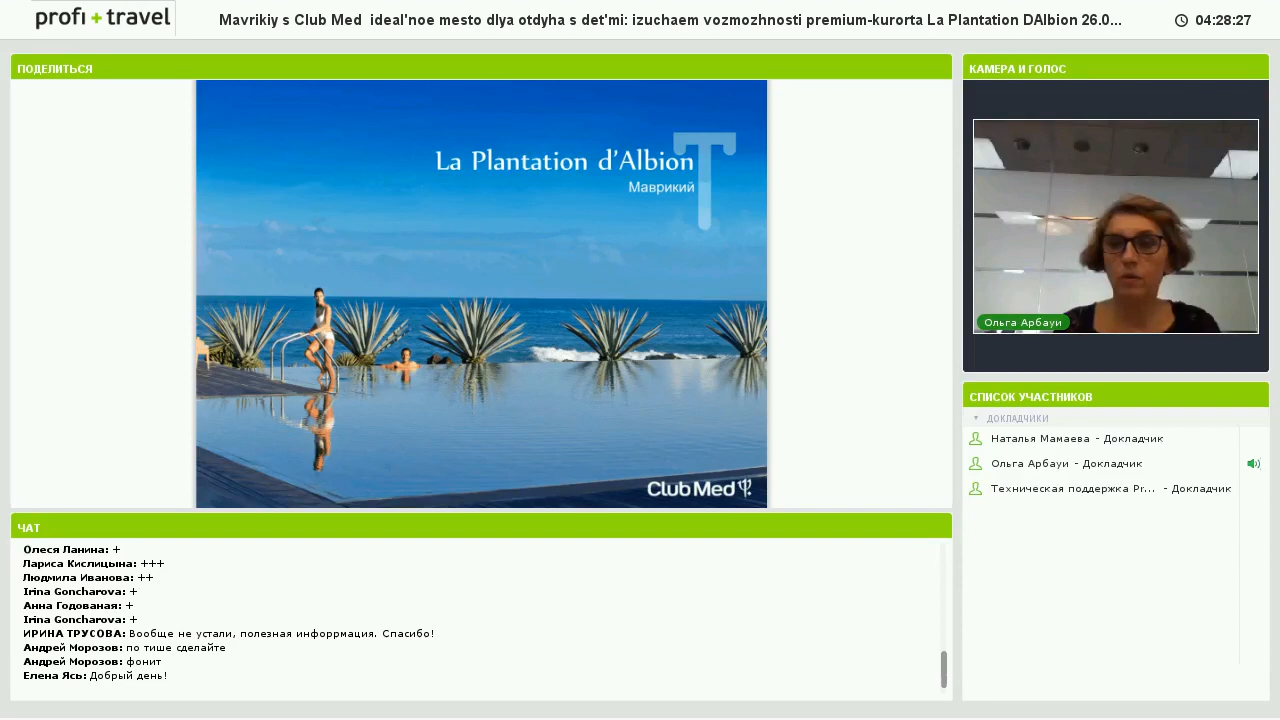 profi + travel
Mavrikiy s Club Med ideal'noe mesto dlya otdyha s det'mi: izuchaem vozmozhnosti premium-kurorta La Plantation DAlbion 26.0...
04:28:27
ПОДЕЛИТЬСЯ
La Plantation d'Albion
T
Маврикий
Club Med
КАМЕРА И ГОЛОС
Ольга Арбауи
СПИСОК УЧАСТНИКОВ
ДОКЛАДЧИКИ
Наталья Мамаева - Докладчик
Ольга Арбауи - Докладчик
Техническая поддержка Pr... - Докладчик
ЧАТ
Олеся Ланина: +
Лариса Кислицына: +++
Людмила Иванова: ++
Irina Goncharova: +
Анна Годованая: +
Irina Goncharova: +
ИРИНА ТРУСОВА: Вообще не устали, полезная инфоррмация. Спасибо!
Андрей Морозов: по тише сделайте
Андрей Морозов: фонит
Елена Ясь: Добрый день!